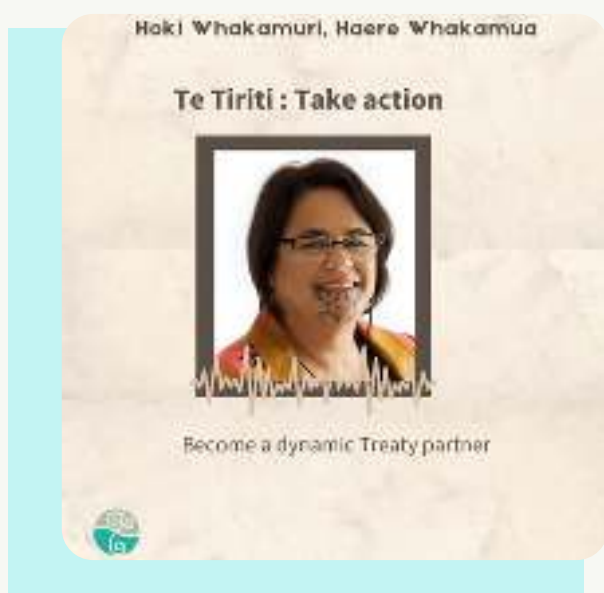 Hoki Whakamuri, Haere Whakamua
Te Tiriti : Take action
Become a dynamic Treaty partner